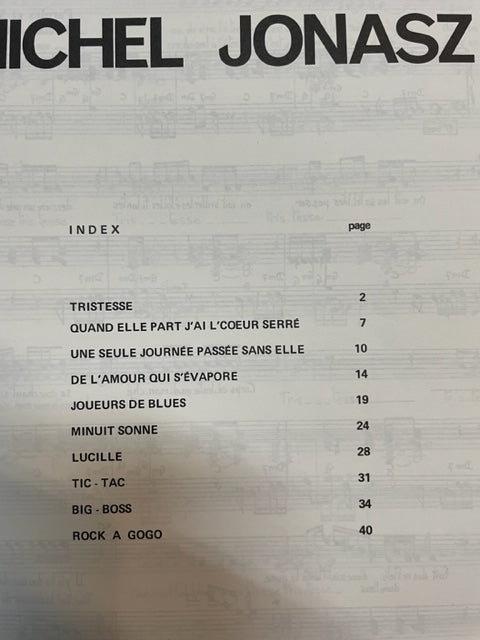 MICHEL JONASZ
INDEX page
TRISTESSE 2
QUAND ELLE PART J'AI L'COEUR SERRÉ 7
UNE SEULE JOURNÉE PASSÉE SANS ELLE 10
DE L'AMOUR QUI S'ÉVAPORE 14
JOUEURS DE BLUES 19
MINUIT SONNE 24
LUCILLE 28
TIC - TAC 31
BIG - BOSS 34
ROCK A GOGO 40